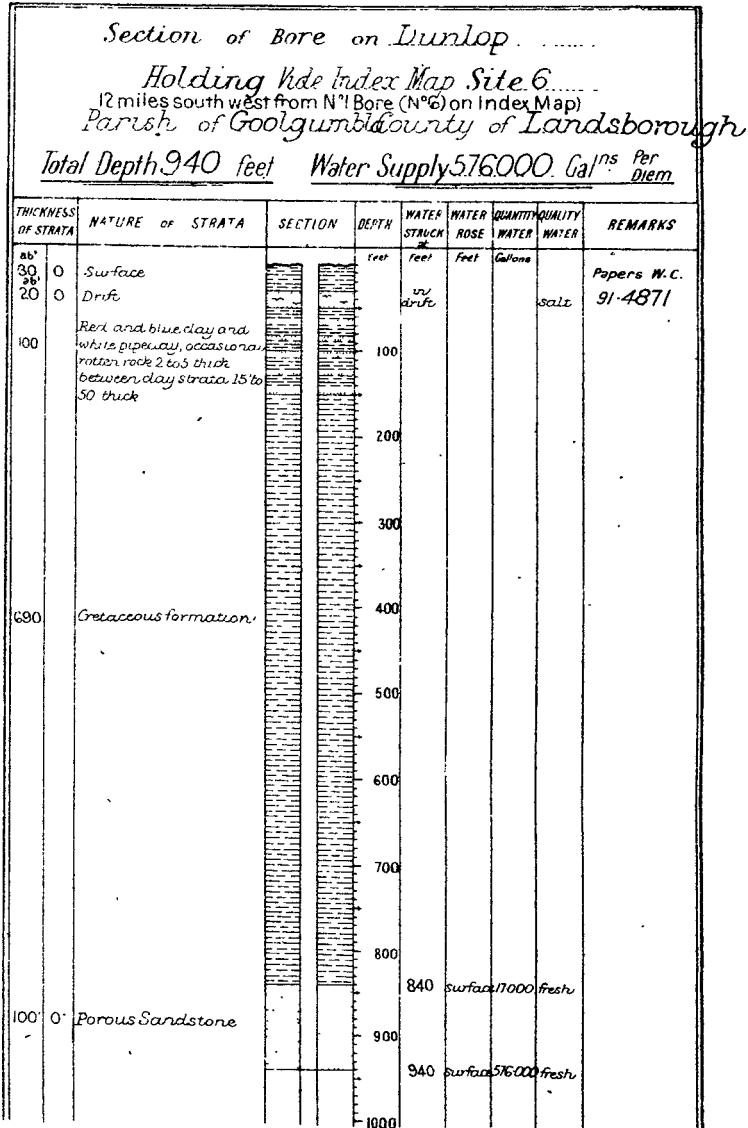 Section of Bore on Dunlop
Holding Vide Index Map Site 6
12 miles south west from N°1 Bore (N°6) on Index Map)
Parish of Goolgumbla County of Landsborough
Total Depth 940 feet Water Supply 576.000. Galns Per Diem
THICKNESS OF STRATA
NATURE OF STRATA
SECTION
DEPTH
WATER STRUCK at
WATER ROSE
QUANTITY WATER
QUALITY WATER
REMARKS
feet Feet Feet Gallons
ab' 30 0 Surface
ab' 20 0 Drift
in drift
salt
Papers W.C.
91-4871
100
Red and blue clay and
white pipeclay, occasional
rotten rock 2 to 5 thick
between clay strata 15' to
50 thick
100
200
300
400
690 Cretaceous formation
500
600
700
800
840 surface 17000 fresh
100' 0" Porous Sandstone
900
940 surface 576.000 fresh
1000